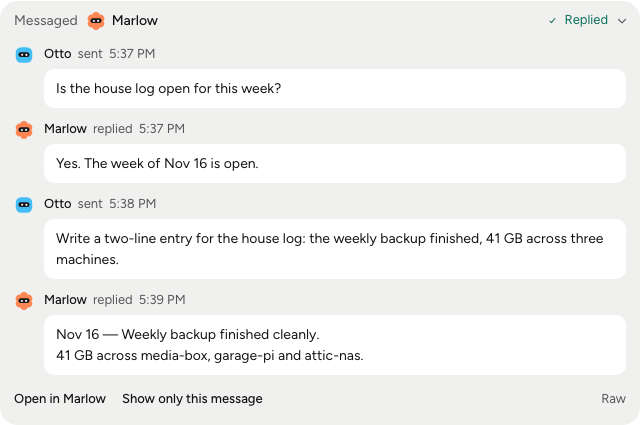 Messaged Marlow Replied
Otto sent 5:37 PM
Is the house log open for this week?
Marlow replied 5:37 PM
Yes. The week of Nov 16 is open.
Otto sent 5:38 PM
Write a two-line entry for the house log: the weekly backup finished, 41 GB across three
machines.
Marlow replied 5:39 PM
Nov 16 — Weekly backup finished cleanly.
41 GB across media-box, garage-pi and attic-nas.
Open in Marlow Show only this message Raw